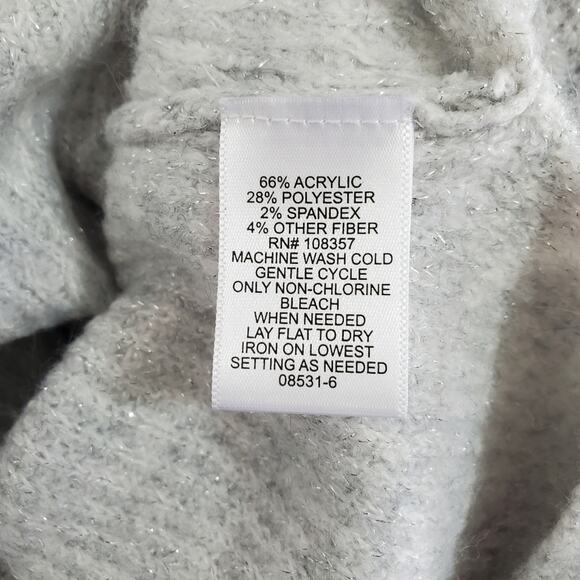 66% ACRYLIC
28% POLYESTER
2% SPANDEX
4% OTHER FIBER
RN# 108357
MACHINE WASH COLD
GENTLE CYCLE
ONLY NON-CHLORINE
BLEACH
WHEN NEEDED
LAY FLAT TO DRY
IRON ON LOWEST
SETTING AS NEEDED
08531-6